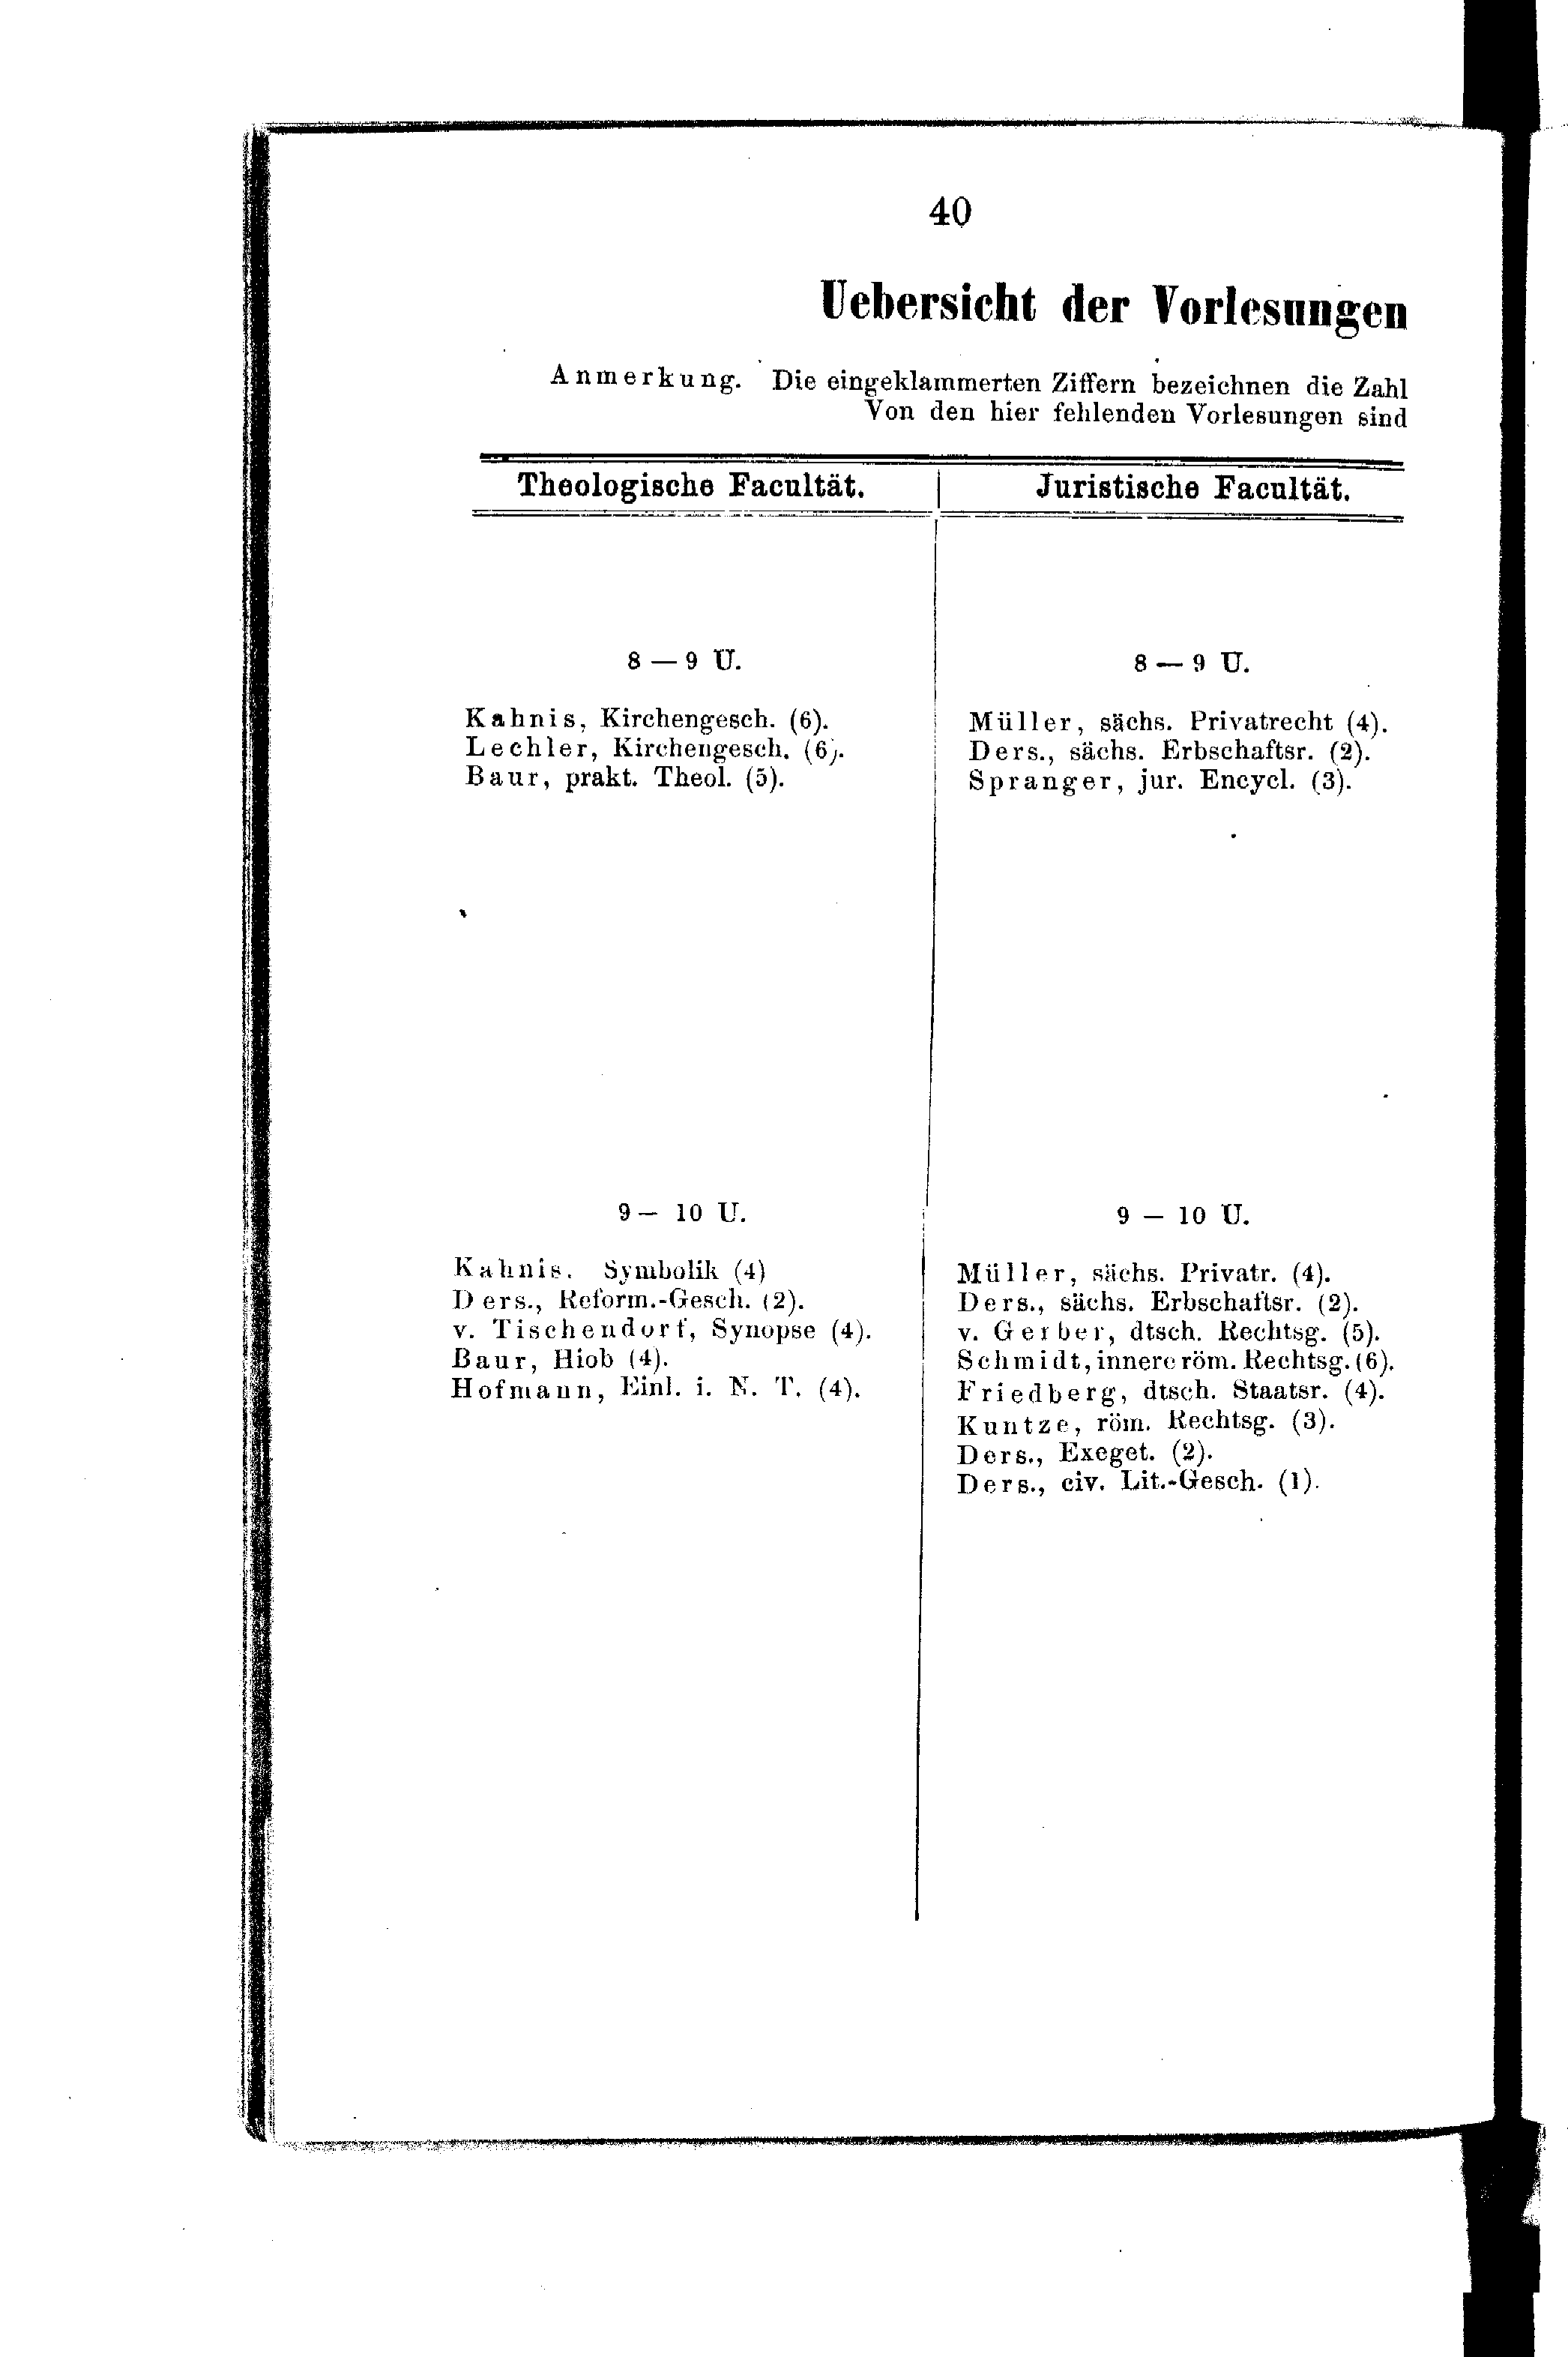 40
Uebersicht der Vorlesungen
Anmerkung. Die eingeklammerten Ziffern bezeichnen die Zahl
Von den hier fehlenden Vorlesungen sind
Theologische Facultät.
8 — 9 U.
Kahnis, Kirchengesch. (6).
Lechler, Kirchengesch. (6).
Baur, prakt. Theol. (5).
9 — 10 U.
Kahnis. Symbolik (4)
Ders., Reform.-Gesch. (2).
v. Tischendorf, Synopse (4).
Baur, Hiob (4).
Hofmann, Einl. i. N. T. (4).
Juristische Facultät.
8 — 9 U.
Müller, sächs. Privatrecht (4).
Ders., sächs. Erbschaftsr. (2).
Spranger, jur. Encycl. (3).
9 — 10 U.
Müller, sächs. Privatr. (4).
Ders., sächs. Erbschaftsr. (2).
v. Gerber, dtsch. Rechtsg. (5).
Schmidt, innere röm. Rechtsg. (6).
Friedberg, dtsch. Staatsr. (4).
Kuntze, röm. Rechtsg. (3).
Ders., Exeget. (2).
Ders., civ. Lit.-Gesch. (1).